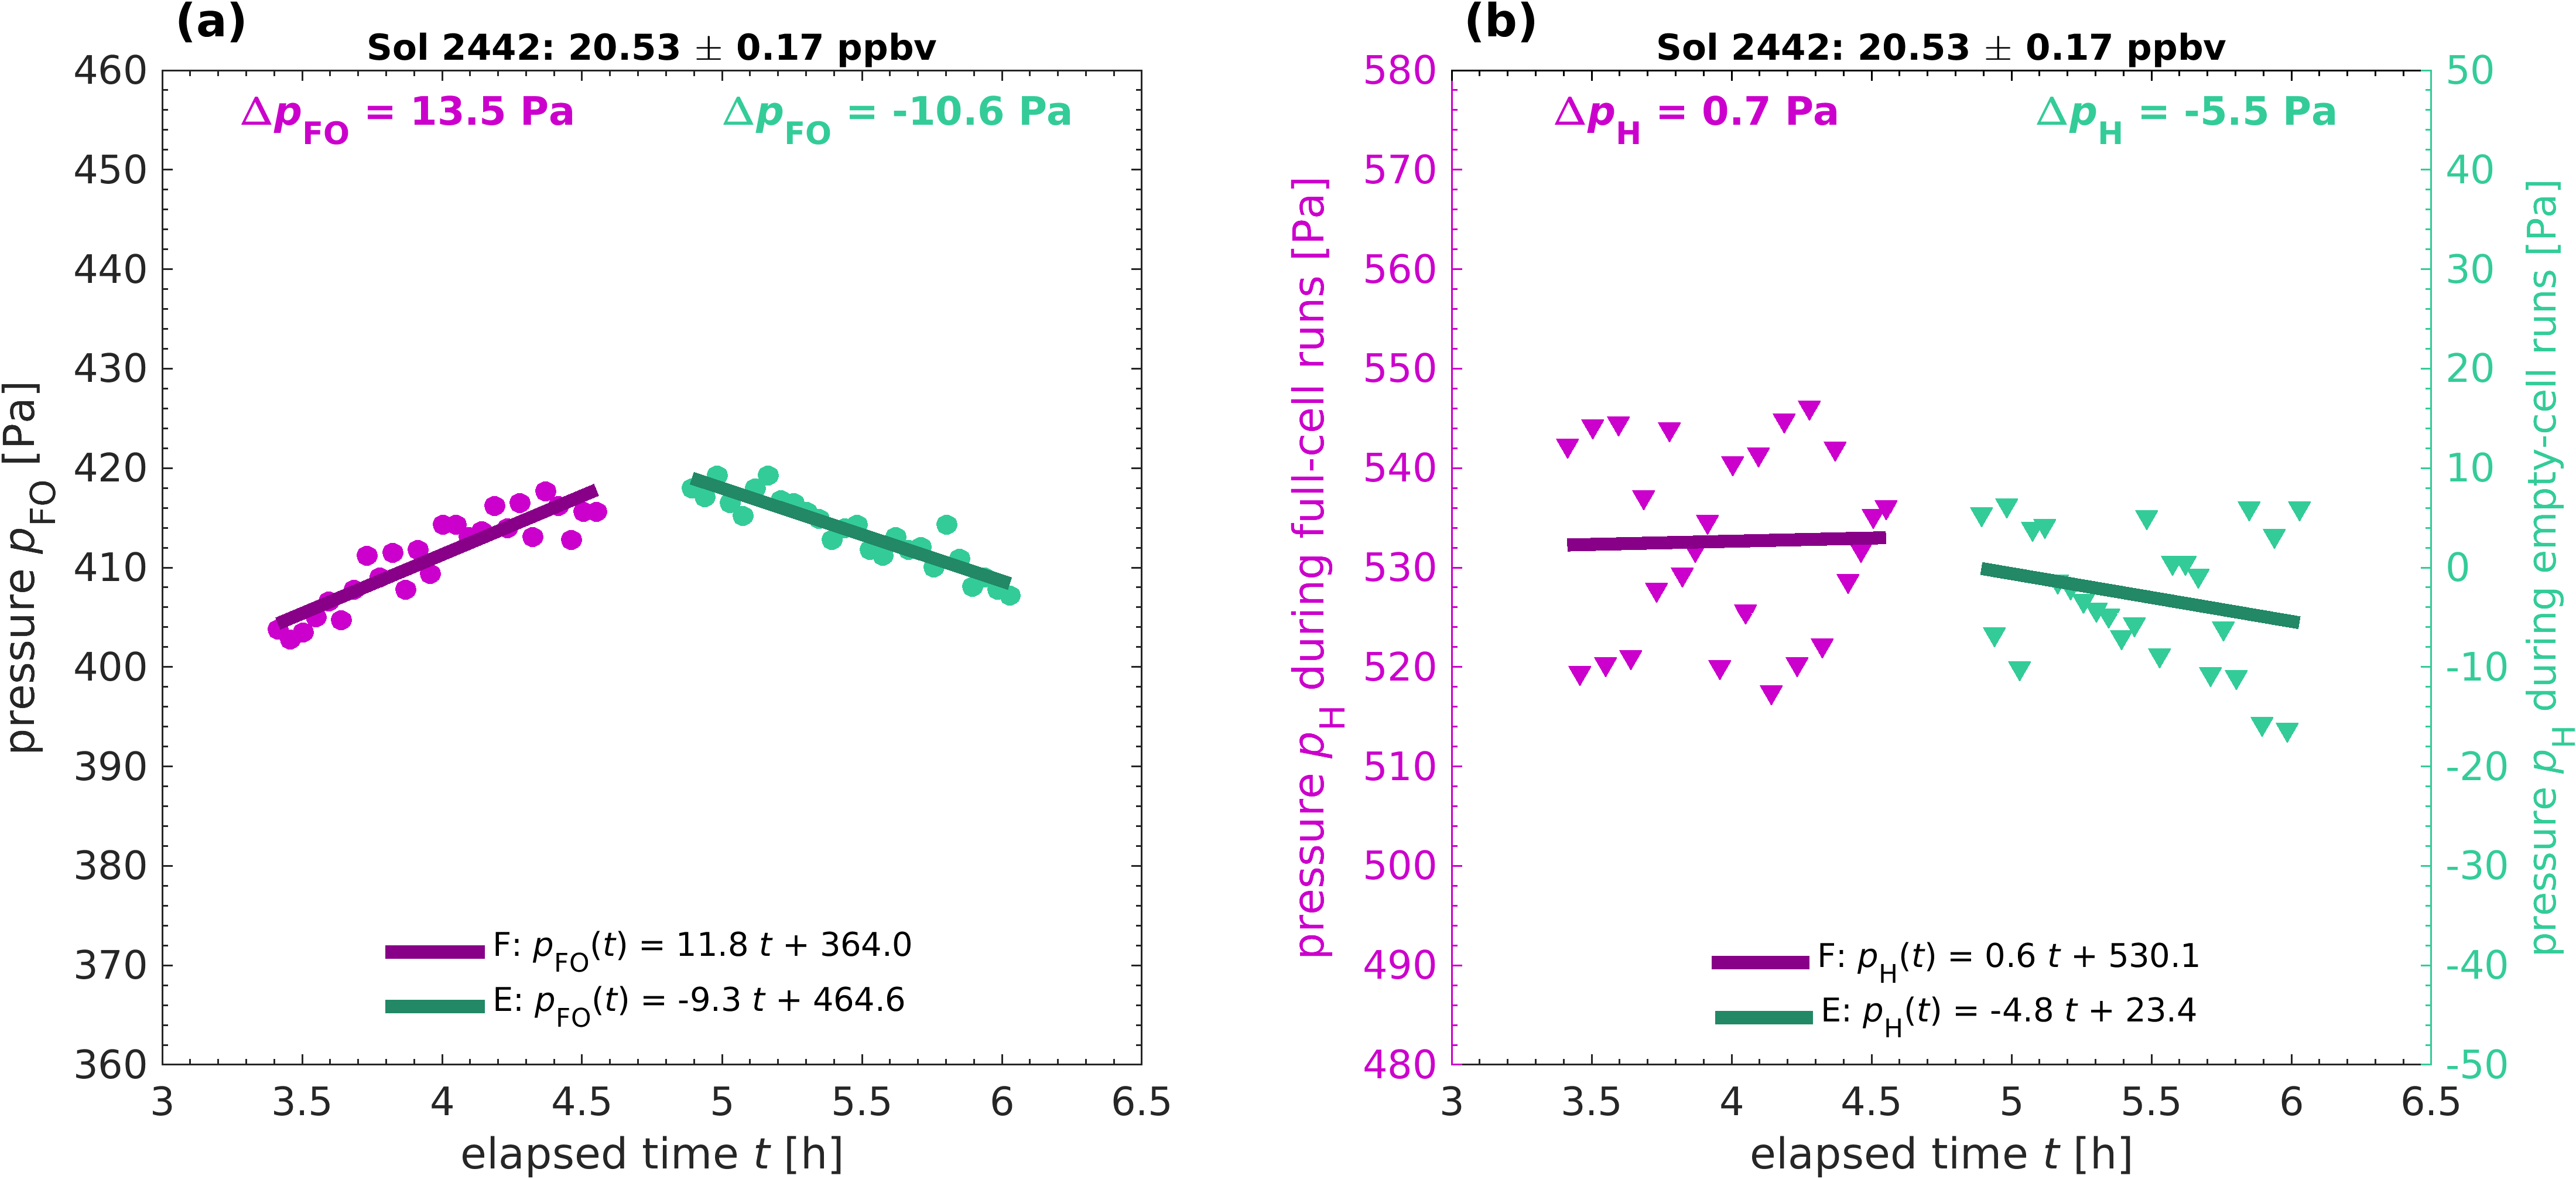 (a)
Sol 2442: 20.53 ± 0.17 ppbv
Δp_FO = 13.5 Pa
Δp_FO = -10.6 Pa
pressure p_FO [Pa]
460
450
440
430
420
410
400
390
380
370
360
F: p_FO(t) = 11.8 t + 364.0
E: p_FO(t) = -9.3 t + 464.6
3 3.5 4 4.5 5 5.5 6 6.5
elapsed time t [h]
(b)
Sol 2442: 20.53 ± 0.17 ppbv
Δp_H = 0.7 Pa
Δp_H = -5.5 Pa
pressure p_H during full-cell runs [Pa]
580
570
560
550
540
530
520
510
500
490
480
F: p_H(t) = 0.6 t + 530.1
E: p_H(t) = -4.8 t + 23.4
3 3.5 4 4.5 5 5.5 6 6.5
elapsed time t [h]
50
40
30
20
10
0
-10
-20
-30
-40
-50
pressure p_H during empty-cell runs [Pa]